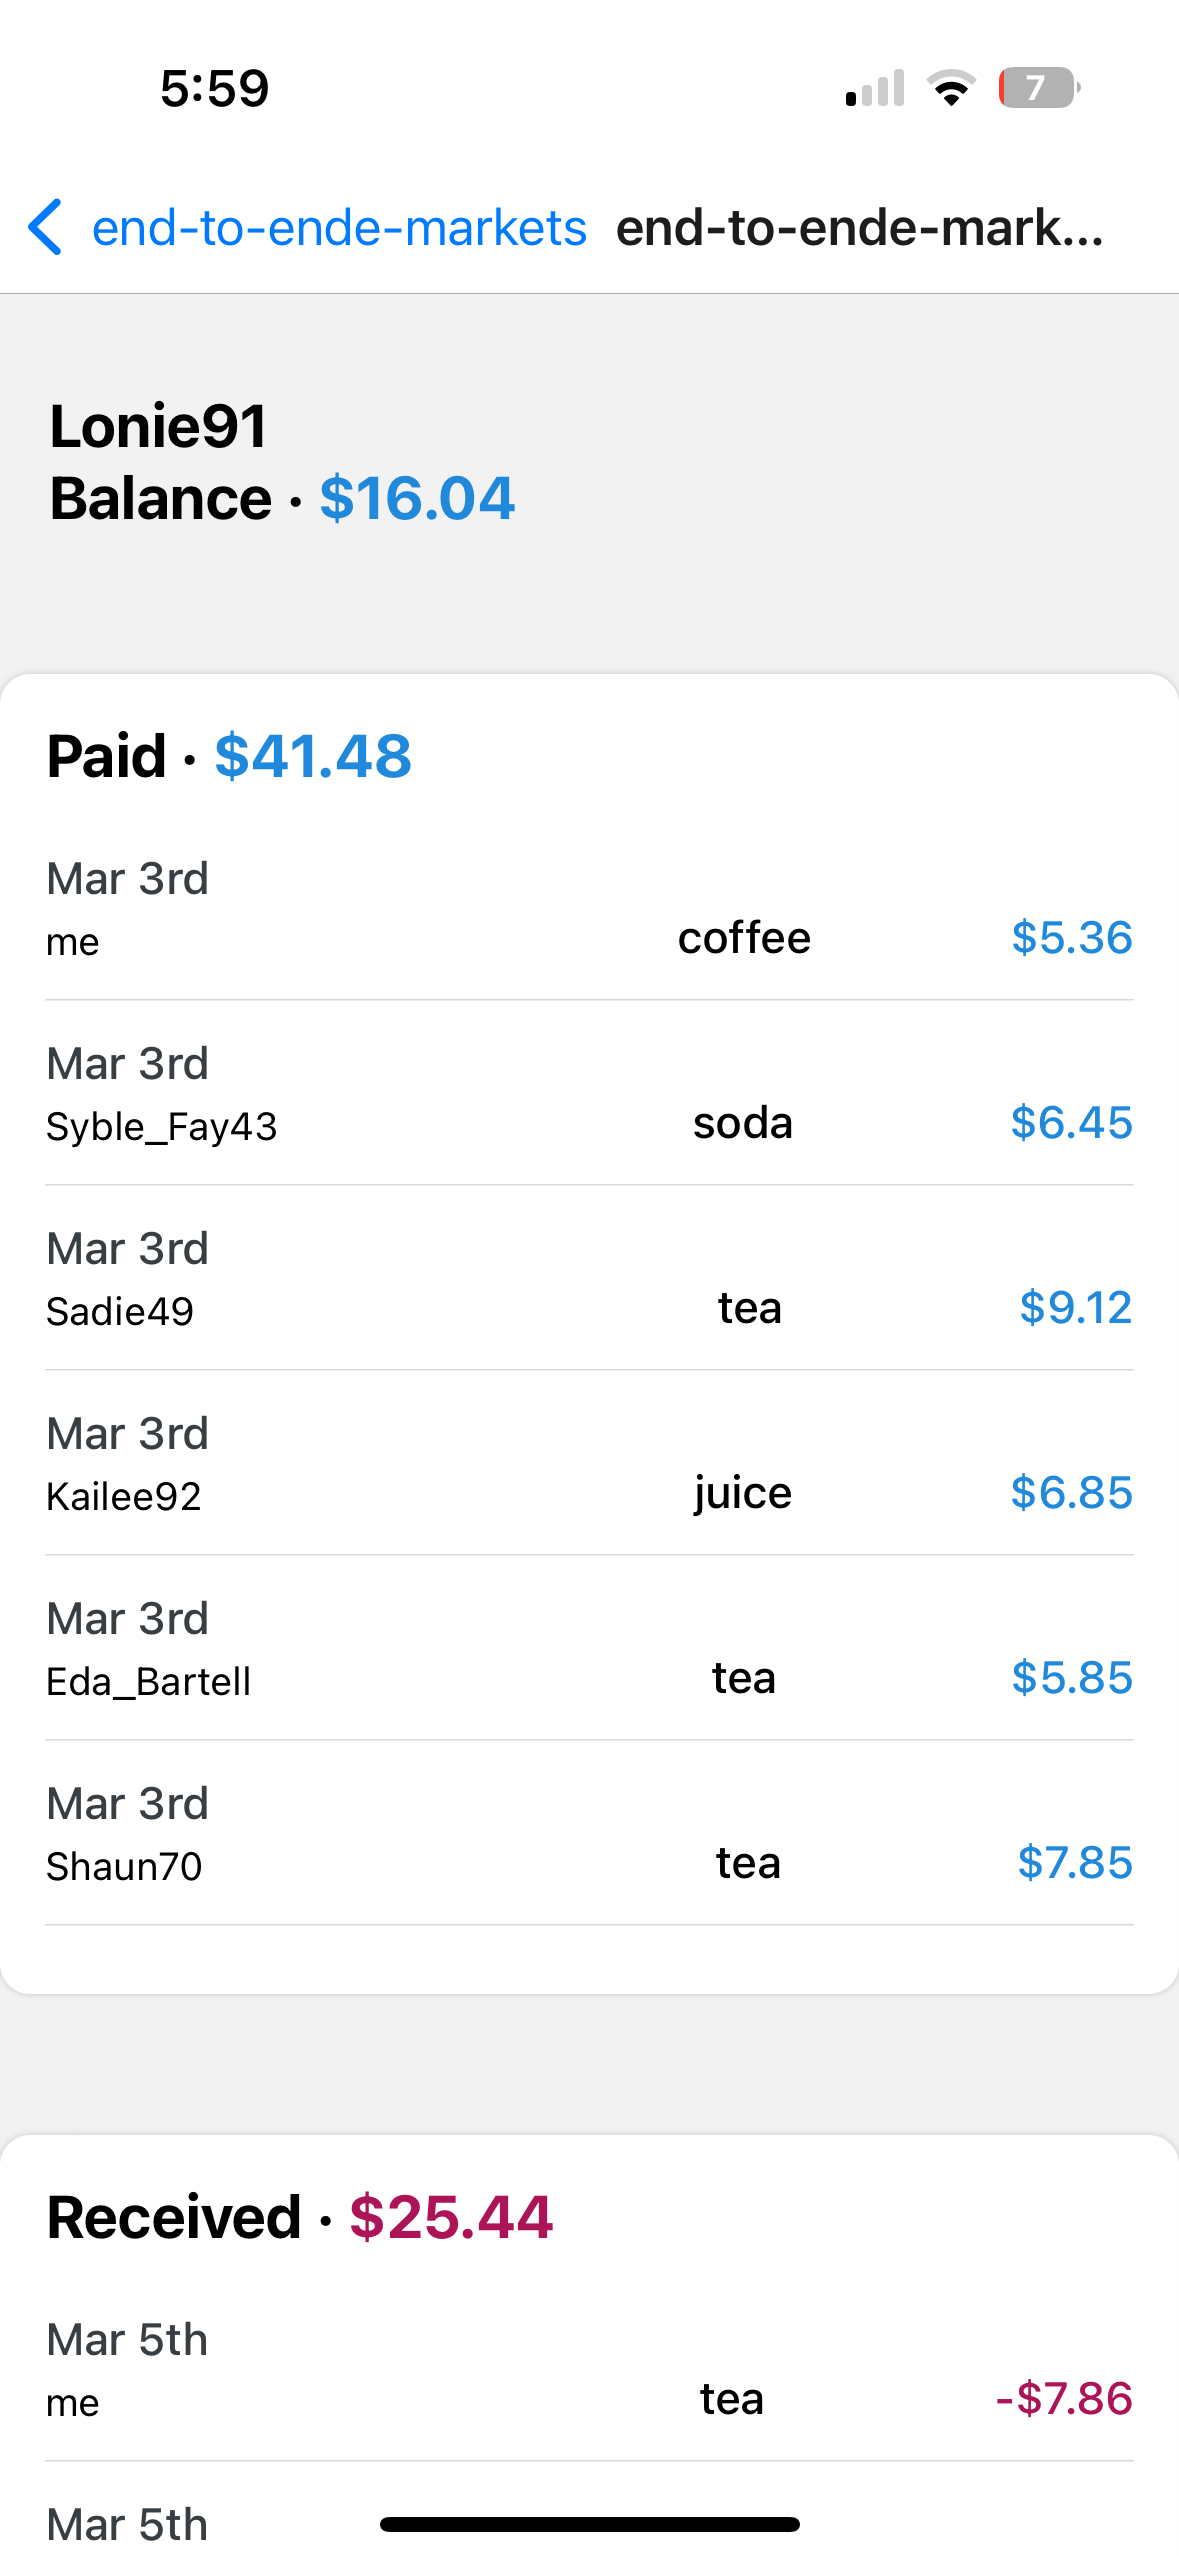 5:59
7
end-to-ende-markets end-to-ende-mark...
Lonie91
Balance · $16.04
Paid · $41.48
Mar 3rd
me coffee $5.36
Mar 3rd
Syble_Fay43 soda $6.45
Mar 3rd
Sadie49 tea $9.12
Mar 3rd
Kailee92 juice $6.85
Mar 3rd
Eda_Bartell tea $5.85
Mar 3rd
Shaun70 tea $7.85
Received · $25.44
Mar 5th
me tea -$7.86
Mar 5th